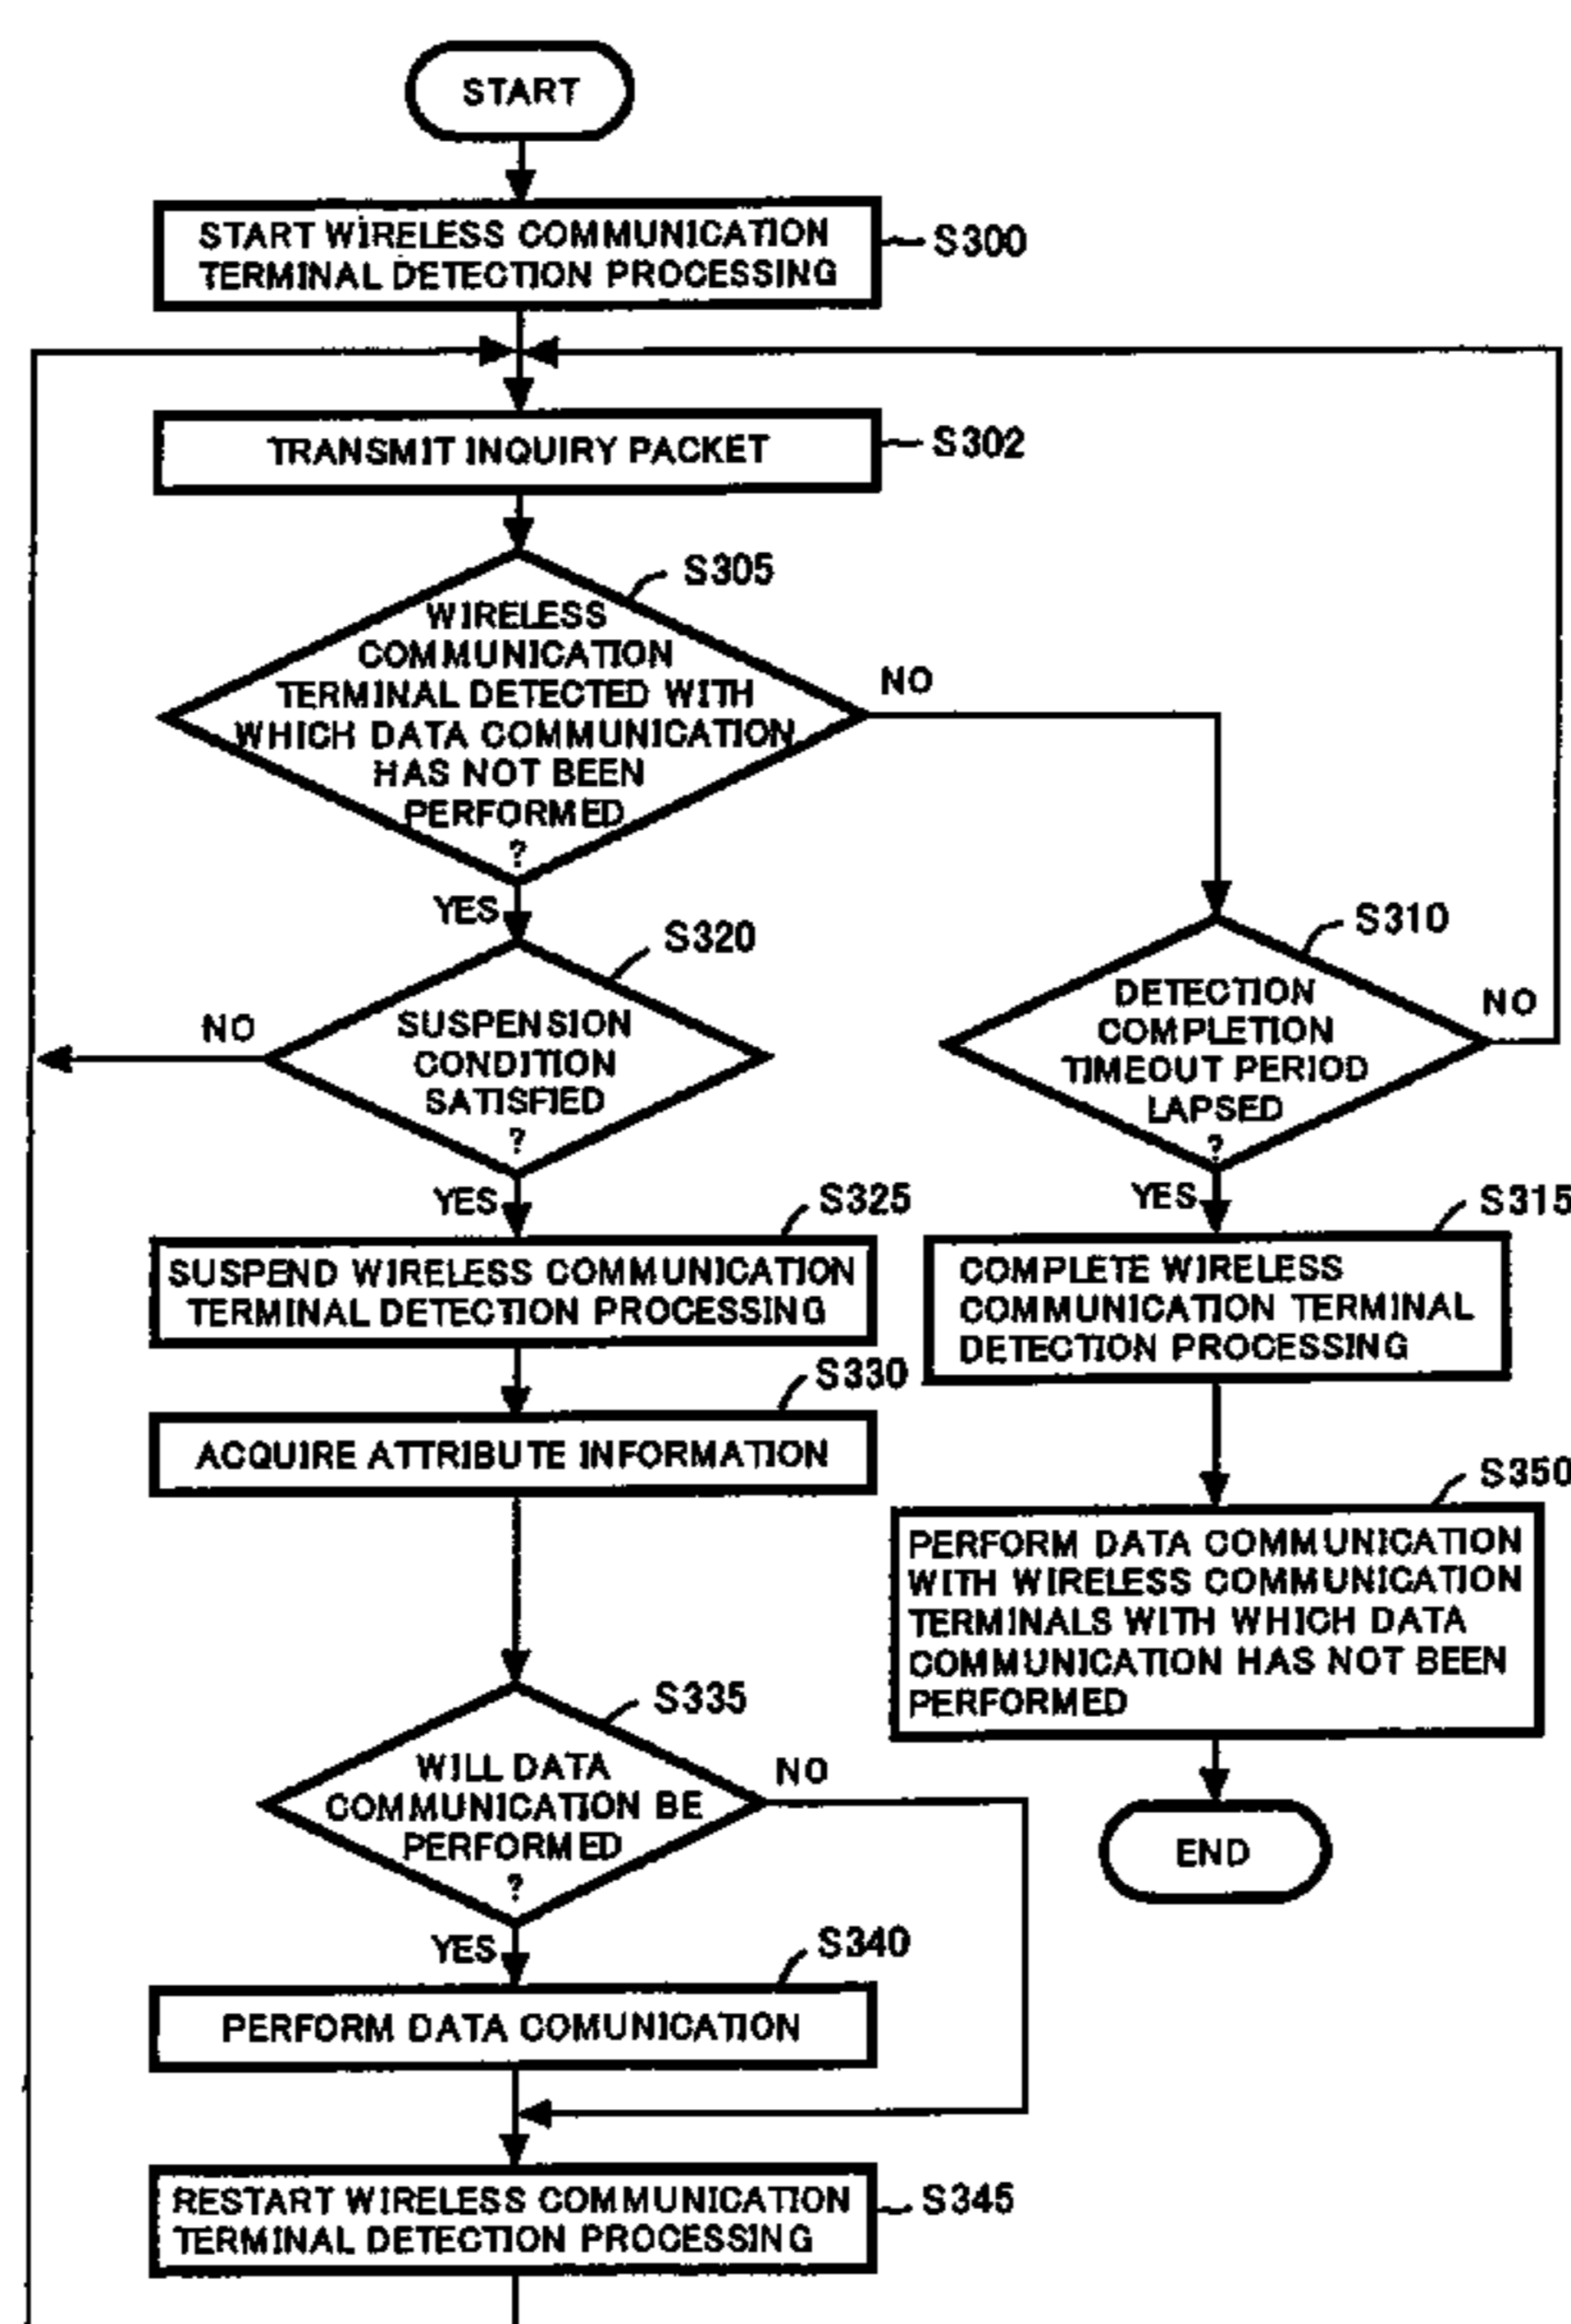 START
START WIRELESS COMMUNICATION
TERMINAL DETECTION PROCESSING
S300
TRANSMIT INQUIRY PACKET
S302
S305
WIRELESS
COMMUNICATION
TERMINAL DETECTED WITH
WHICH DATA COMMUNICATION
HAS NOT BEEN
PERFORMED
?
NO
YES
S320
SUSPENSION
CONDITION
SATISFIED
?
NO
YES
S310
DETECTION
COMPLETION
TIMEOUT PERIOD
LAPSED
?
NO
YES
S325
SUSPEND WIRELESS COMMUNICATION
TERMINAL DETECTION PROCESSING
S315
COMPLETE WIRELESS
COMMUNICATION TERMINAL
DETECTION PROCESSING
S330
ACQUIRE ATTRIBUTE INFORMATION
S350
PERFORM DATA COMMUNICATION
WITH WIRELESS COMMUNICATION
TERMINALS WITH WHICH DATA
COMMUNICATION HAS NOT BEEN
PERFORMED
S335
WILL DATA
COMMUNICATION BE
PERFORMED
?
NO
YES
END
S340
PERFORM DATA COMUNICATION
RESTART WIRELESS COMMUNICATION
TERMINAL DETECTION PROCESSING
S345